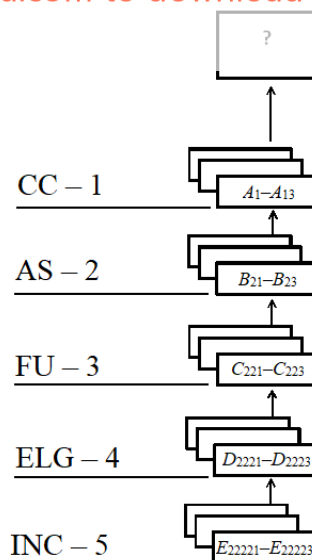 ?
CC – 1
A1–A13
AS – 2
B21–B23
FU – 3
C221–C223
ELG – 4
D2221–D2223
INC – 5
E22221–E22223